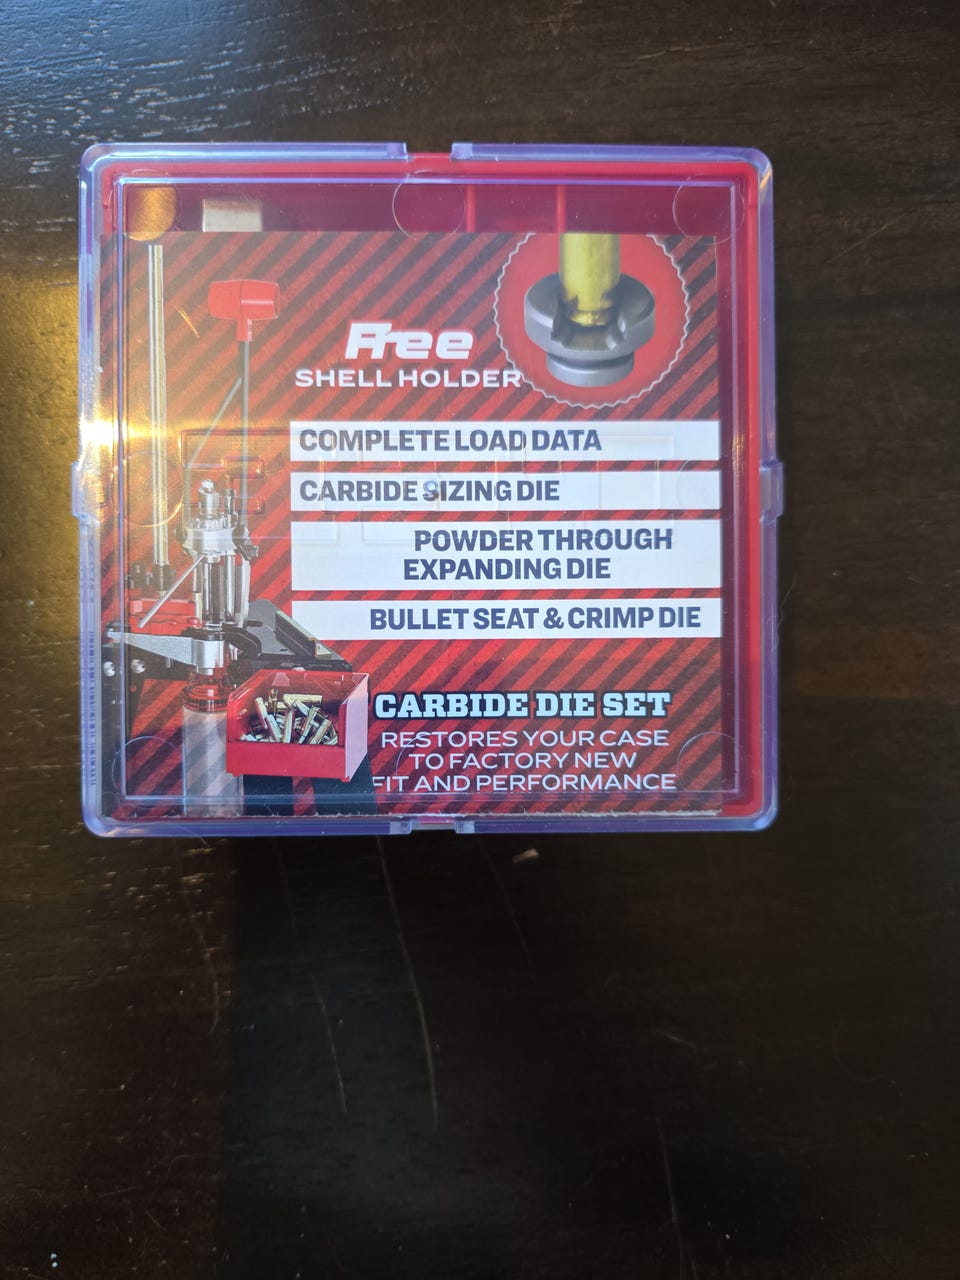 Free
SHELL HOLDER
COMPLETE LOAD DATA
CARBIDE SIZING DIE
POWDER THROUGH
EXPANDING DIE
BULLET SEAT & CRIMP DIE
CARBIDE DIE SET
RESTORES YOUR CASE
TO FACTORY NEW
FIT AND PERFORMANCE